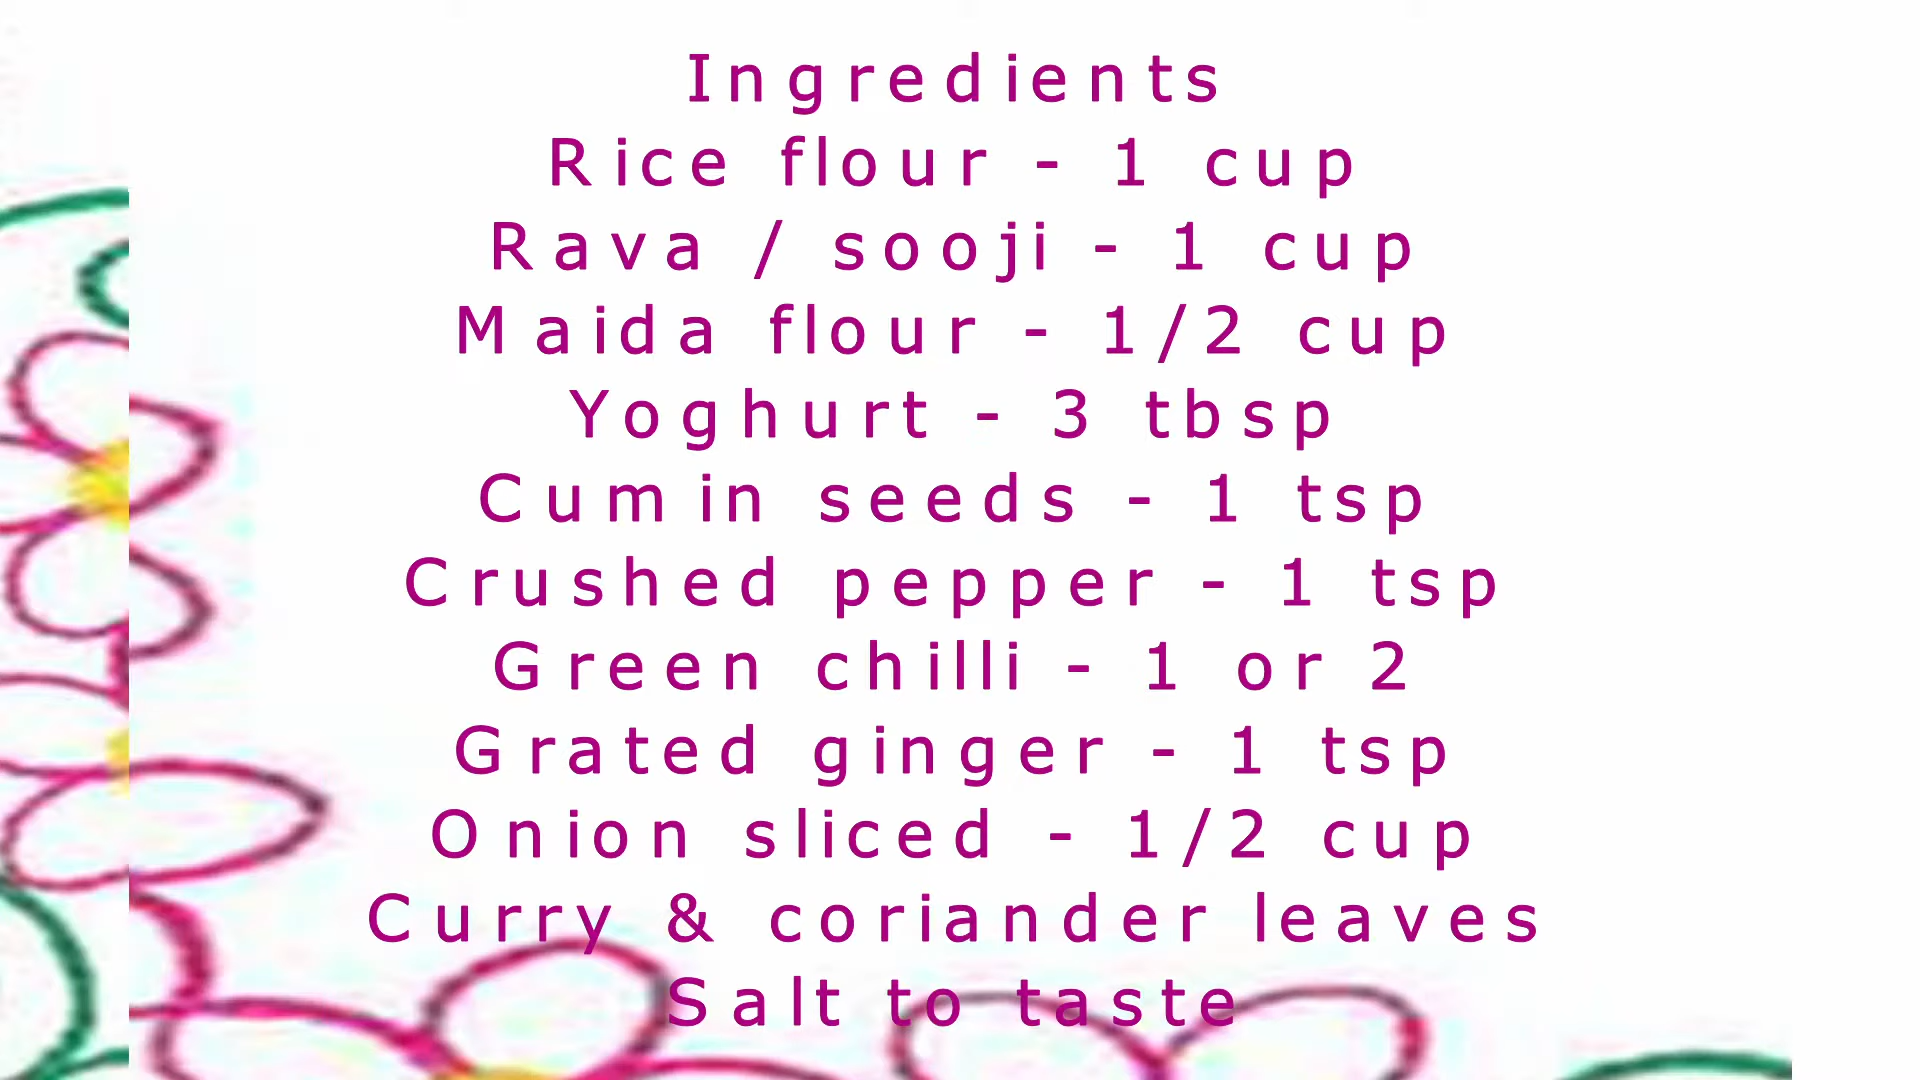 Ingredients
Rice flour - 1 cup
Rava / sooji - 1 cup
Maida flour - 1/2 cup
Yoghurt - 3 tbsp
Cumin seeds - 1 tsp
Crushed pepper - 1 tsp
Green chilli - 1 or 2
Grated ginger - 1 tsp
Onion sliced - 1/2 cup
Curry & coriander leaves
Salt to taste